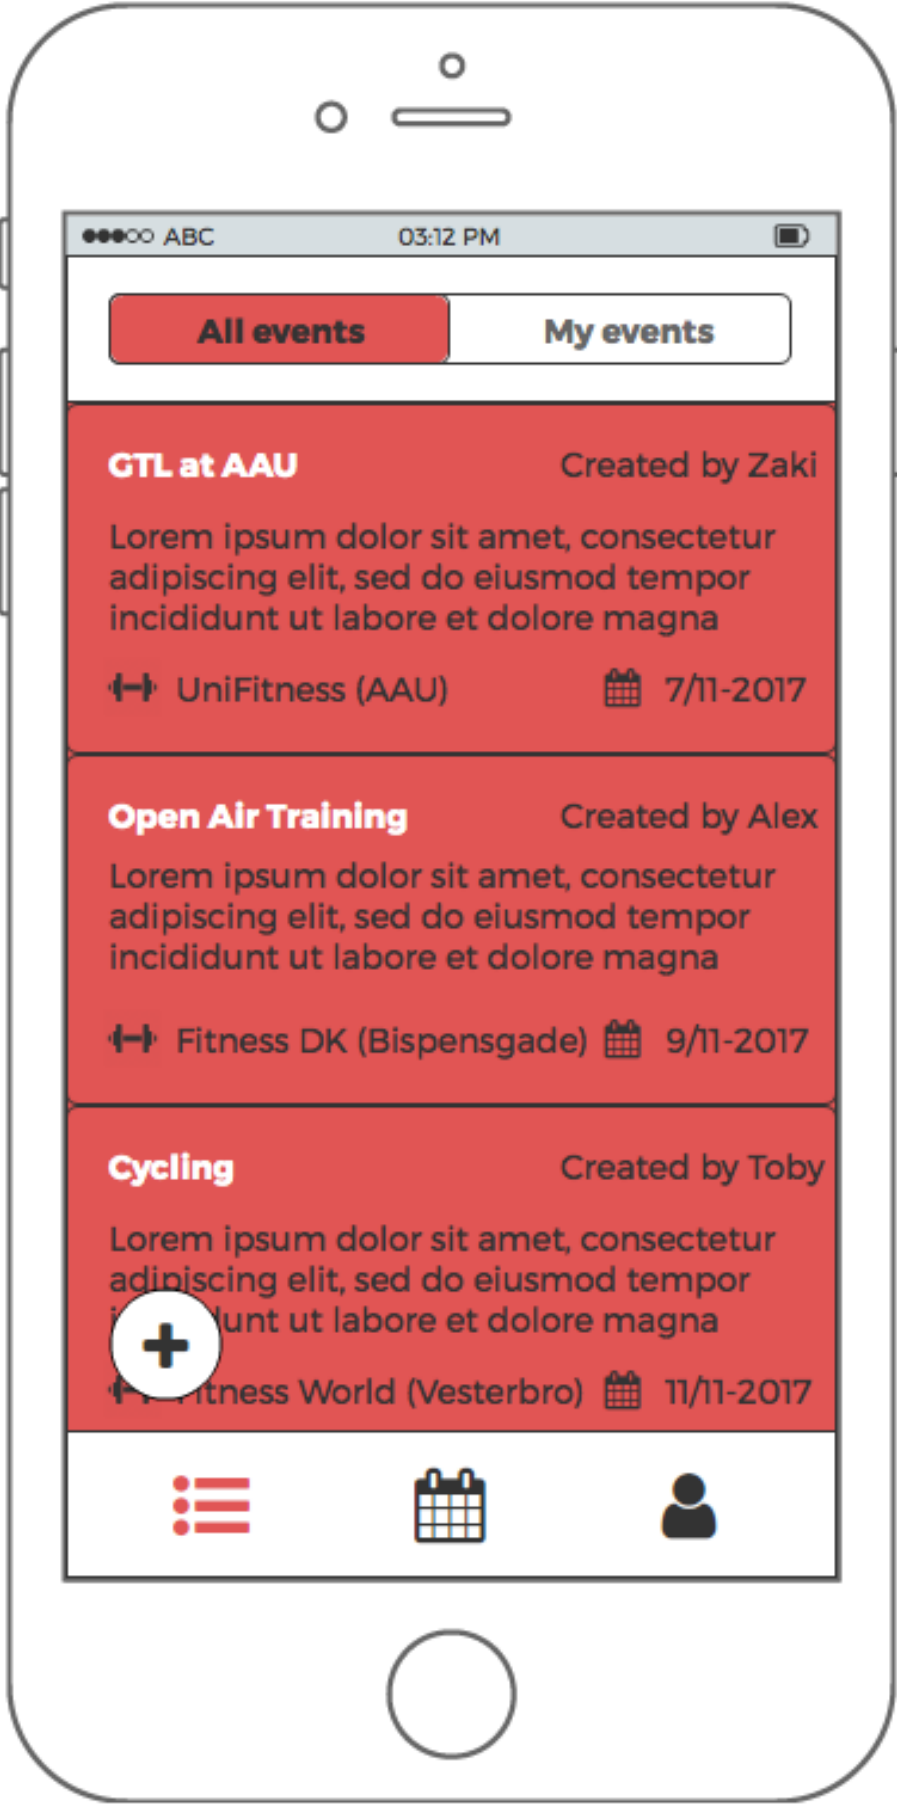 ABC 03:12 PM
All events My events
GTL at AAU Created by Zaki
Lorem ipsum dolor sit amet, consectetur
adipiscing elit, sed do eiusmod tempor
incididunt ut labore et dolore magna
UniFitness (AAU) 7/11-2017
Open Air Training Created by Alex
Lorem ipsum dolor sit amet, consectetur
adipiscing elit, sed do eiusmod tempor
incididunt ut labore et dolore magna
Fitness DK (Bispensgade) 9/11-2017
Cycling Created by Toby
Lorem ipsum dolor sit amet, consectetur
adipiscing elit, sed do eiusmod tempor
ut labore et dolore magna
World (Vesterbro) 11/11-2017